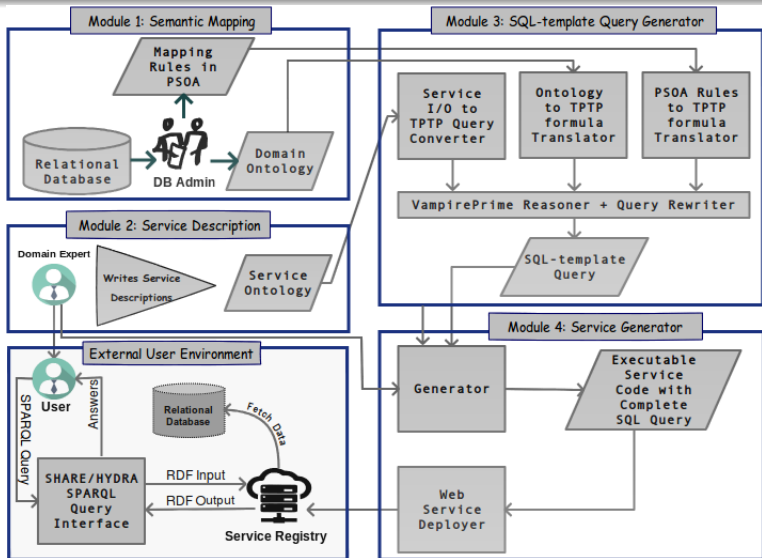 Module 1: Semantic Mapping
Mapping
Rules in
PSOA
Relational
Database
DB Admin
Domain
Ontology
Module 2: Service Description
Domain Expert
Writes Service
Descriptions
Service
Ontology
External User Environment
User
SPARQL Query
Answers
Relational
Database
Fetch Data
SHARE/HYDRA
SPARQL
Query
Interface
RDF Input
RDF Output
Service Registry
Module 3: SQL-template Query Generator
Service
I/O to
TPTP Query
Converter
Ontology
to TPTP
formula
Translator
PSOA Rules
to TPTP
formula
Translator
VampirePrime Reasoner + Query Rewriter
SQL-template
Query
Module 4: Service Generator
Generator
Executable
Service
Code with
Complete
SQL Query
Web
Service
Deployer